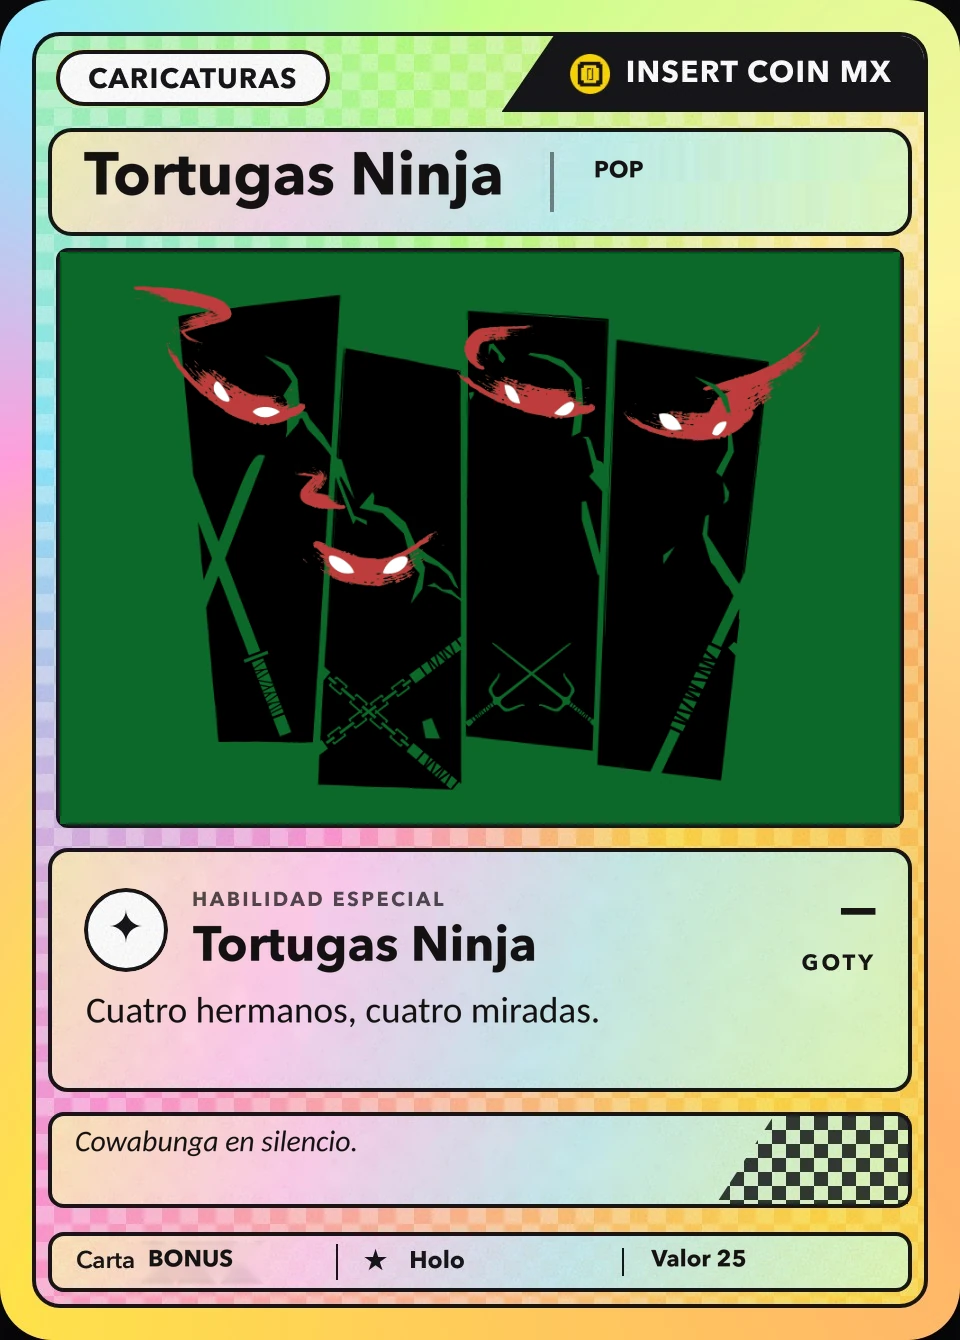 CARICATURAS
INSERT COIN MX
Tortugas Ninja
POP
HABILIDAD ESPECIAL
Tortugas Ninja
GOTY
Cuatro hermanos, cuatro miradas.
Cowabunga en silencio.
Carta BONUS
★ Holo
Valor 25